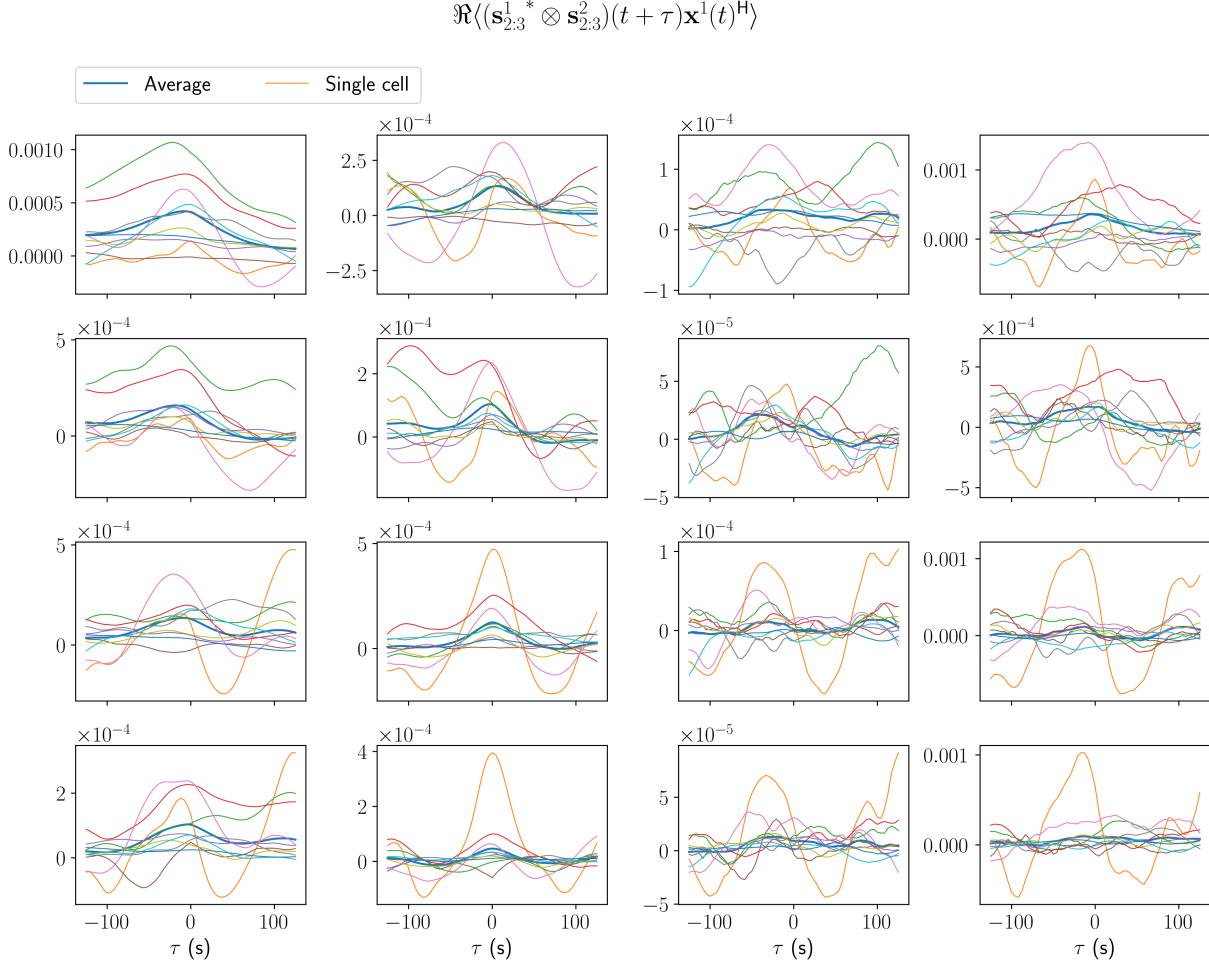 ℜ⟨(s¹₂:₃* ⊗ s²₂:₃)(t + τ)x¹(t)ᴴ⟩
Average Single cell
×10⁻⁴ ×10⁻⁴
0.0010 0.0005 0.0000
2.5 0.0 −2.5
1 0 −1
0.001 0.000
×10⁻⁴ ×10⁻⁴ ×10⁻⁵ ×10⁻⁴
5 0
2 0
5 0 −5
5 0 −5
×10⁻⁴ ×10⁻⁴ ×10⁻⁴
5 0
5 0
1 0
0.001 0.000
×10⁻⁴ ×10⁻⁴ ×10⁻⁵
2 0
4 2 0
5 0 −5
0.001 0.000
−100 0 100 −100 0 100 −100 0 100 −100 0 100
τ (s) τ (s) τ (s) τ (s)